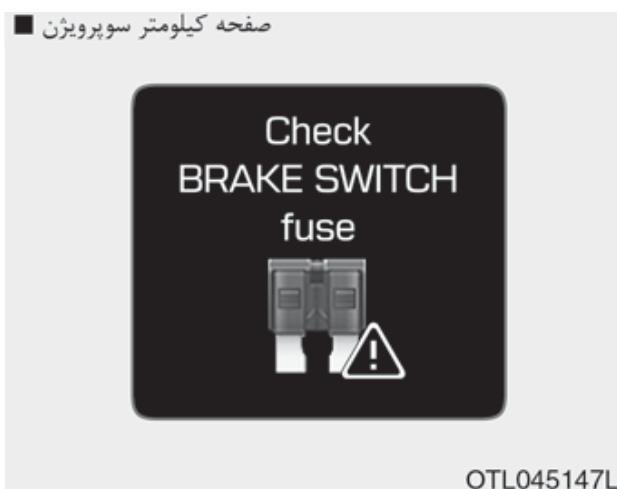 ■ صفحه کیلومتر سوپرویژن
Check
BRAKE SWITCH
fuse
OTL045147L